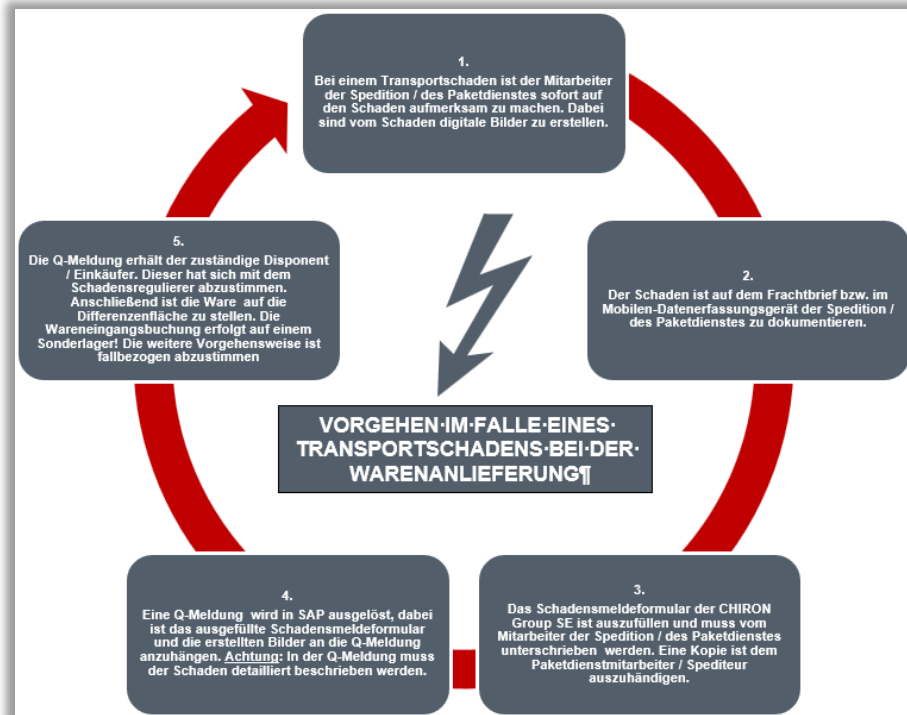 1.
Bei einem Transportschaden ist der Mitarbeiter
der Spedition / des Paketdienstes sofort auf
den Schaden aufmerksam zu machen. Dabei
sind vom Schaden digitale Bilder zu erstellen.
2.
Der Schaden ist auf dem Frachtbrief bzw. im
Mobilen-Datenerfassungsgerät der Spedition /
des Paketdienstes zu dokumentieren.
3.
Das Schadensmeldeformular der CHIRON
Group SE ist auszufüllen und muss vom
Mitarbeiter der Spedition / des Paketdienstes
unterschrieben  werden. Eine Kopie ist dem
Paketdienstmitarbeiter / Spediteur
auszuhändigen.
4.
Eine Q-Meldung  wird in SAP ausgelöst, dabei
ist das ausgefüllte Schadensmeldeformular
und die erstellten Bilder an die Q-Meldung
anzuhängen. Achtung: In der Q-Meldung muss
der Schaden detailliert beschrieben werden.
5.
Die Q-Meldung erhält der zuständige Disponent
/ Einkäufer. Dieser hat sich mit dem
Schadensregulierer abzustimmen.
Anschließend ist die Ware  auf die
Differenzenfläche zu stellen. Die
Wareneingangsbuchung erfolgt auf einem
Sonderlager! Die weitere Vorgehensweise ist
fallbezogen abzustimmen
VORGEHEN·IM·FALLE·EINES·
TRANSPORTSCHADENS·BEI·DER·
WARENANLIEFERUNG¶